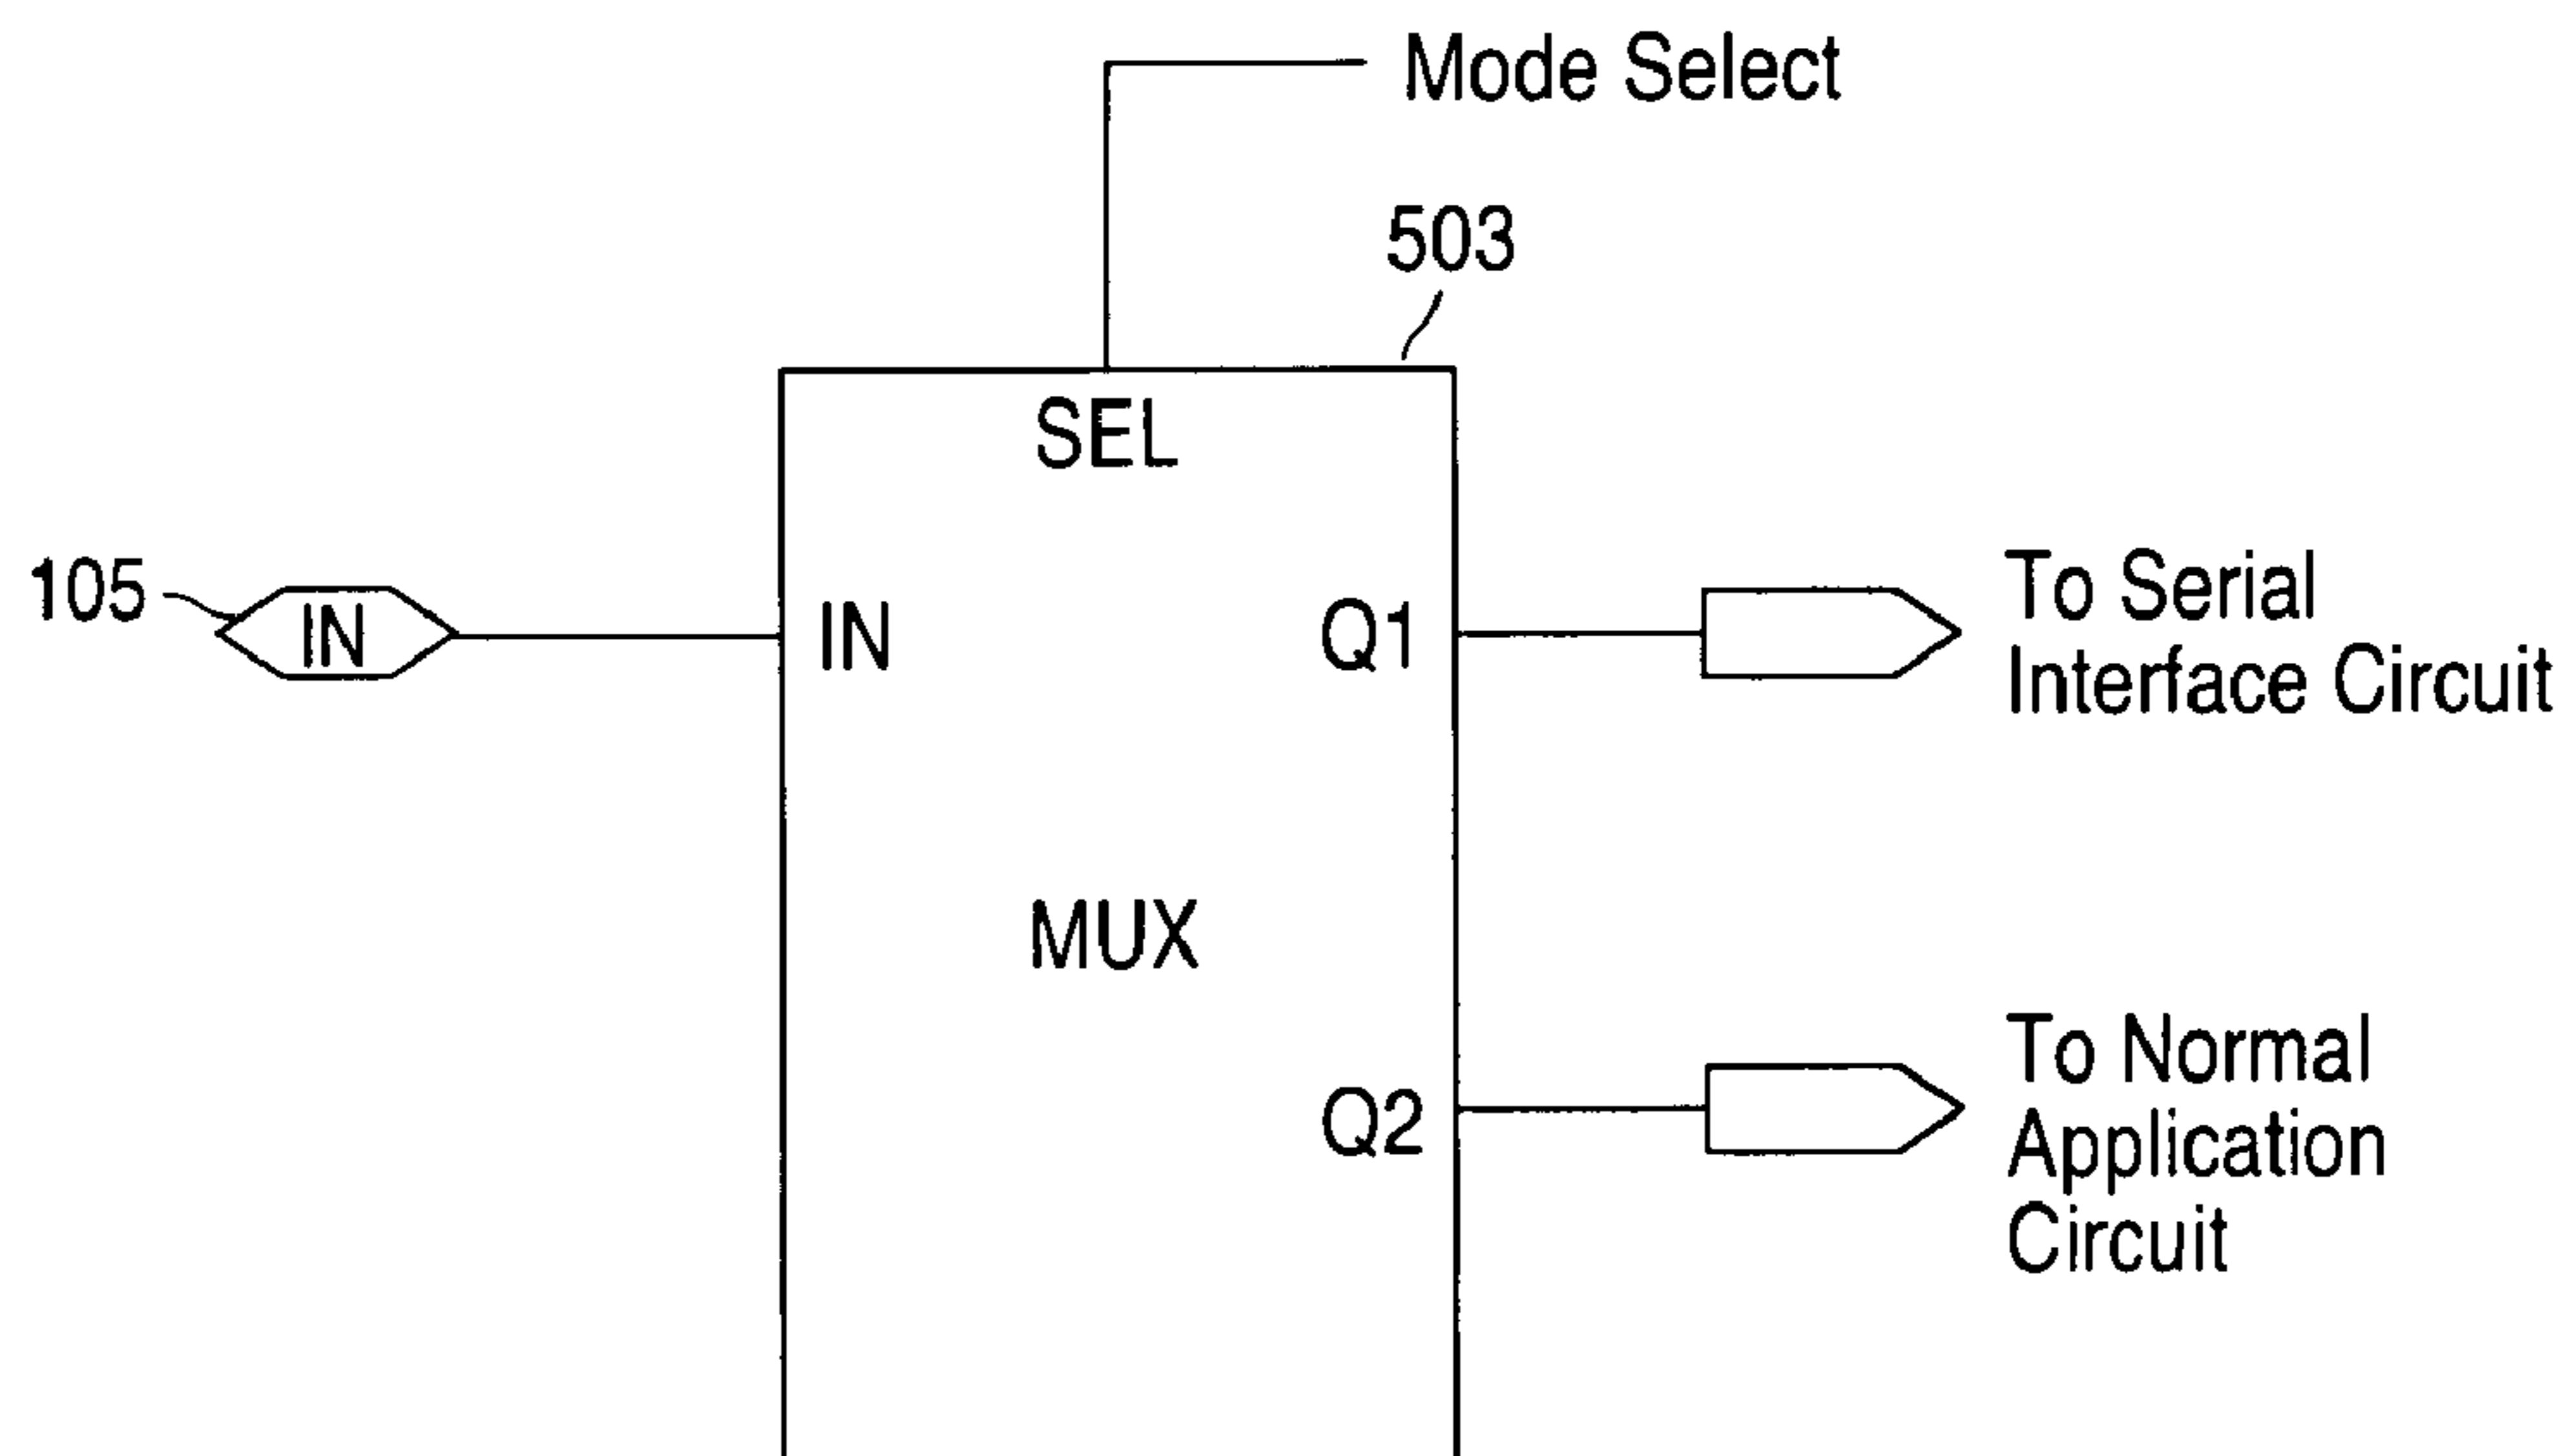 Mode Select
503
SEL
105
IN
IN
Q1
To Serial
Interface Circuit
MUX
Q2
To Normal
Application
Circuit